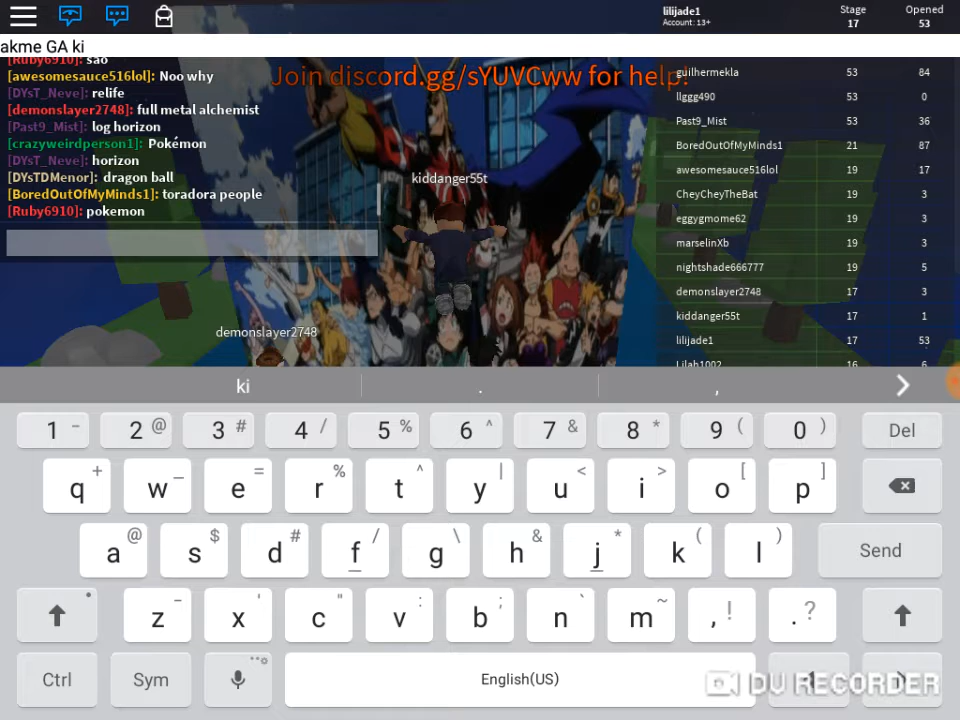 lilijade1
Account: 13+
Stage
17
Opened
53
akme GA ki
[Ruby6910]: sao
[awesomesauce516lol]: Noo why
[DYsT_Neve]: relife
[demonslayer2748]: full metal alchemist
[Past9_Mist]: log horizon
[crazyweirdperson1]: Pokémon
[DYsT_Neve]: horizon
[DYsTDMenor]: dragon ball
[BoredOutOfMyMinds1]: toradora people
[Ruby6910]: pokemon
Join discord.gg/sYUVCww for help!
kiddanger55t
demonslayer2748
guilhermekla 53 84
llggg490 53 0
Past9_Mist 53 36
BoredOutOfMyMinds1 21 87
awesomesauce516lol 19 17
CheyCheyTheBat 19 3
eggygmome62 19 3
marselinXb 19 3
nightshade666777 19 5
demonslayer2748 17 3
kiddanger55t 17 1
lilijade1 17 53
Lilah1002 16 6
ki . ,
1 - 2 @ 3 # 4 / 5 % 6 ^ 7 & 8 * 9 ( 0 ) Del
q + w _ e = r % t ^ y | u < i > o [ p ]
a @ s $ d # f / g \ h & j * k ( l ) Send
z - x ' c " v : b ; n ` m ~ , ! . ?
Ctrl Sym English(US)
DU RECORDER